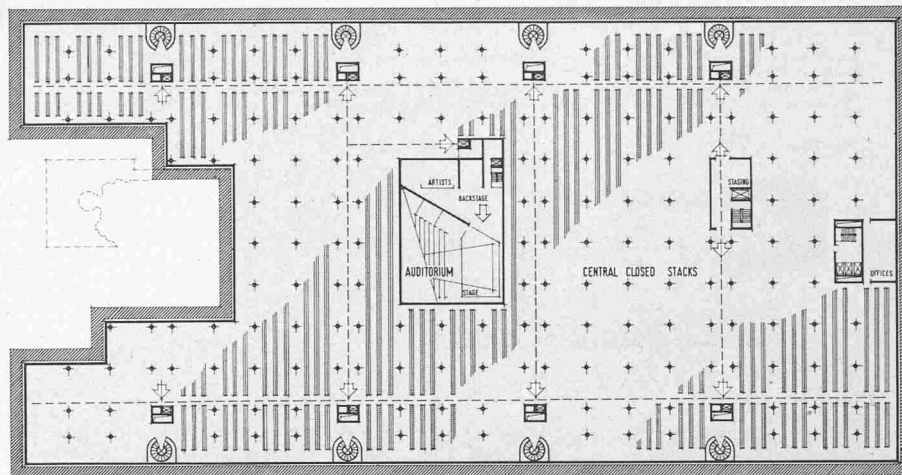 ARTISTS
STAGING
BACKSTAGE
AUDITORIUM
CENTRAL CLOSED STACKS
OFFICES
STAGE